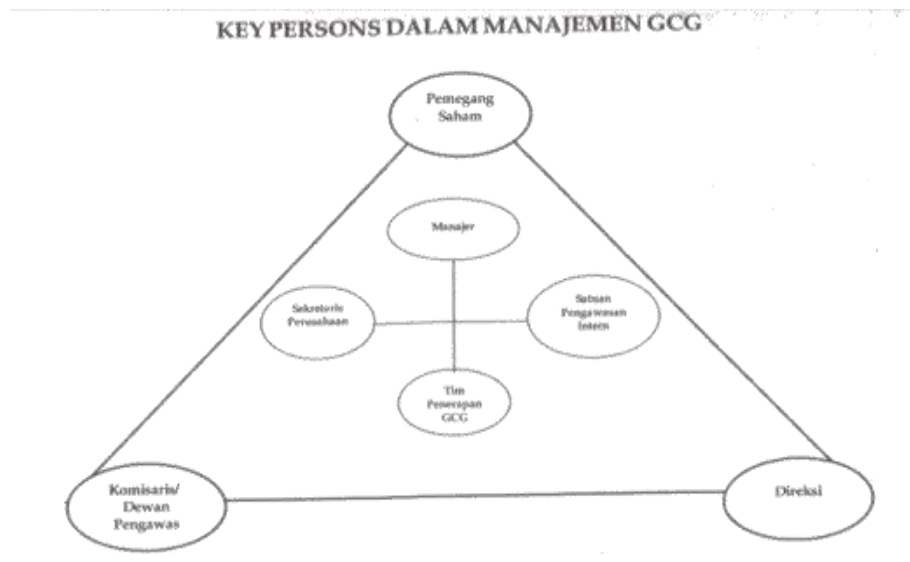 KEY PERSONS DALAM MANAJEMEN GCG
Pemegang
Saham
Manajer
Sekretaris
Perusahaan
Satuan
Pengawasan
Intern
Tim
Penerapan
GCG
Komisaris/
Dewan
Pengawas
Direksi